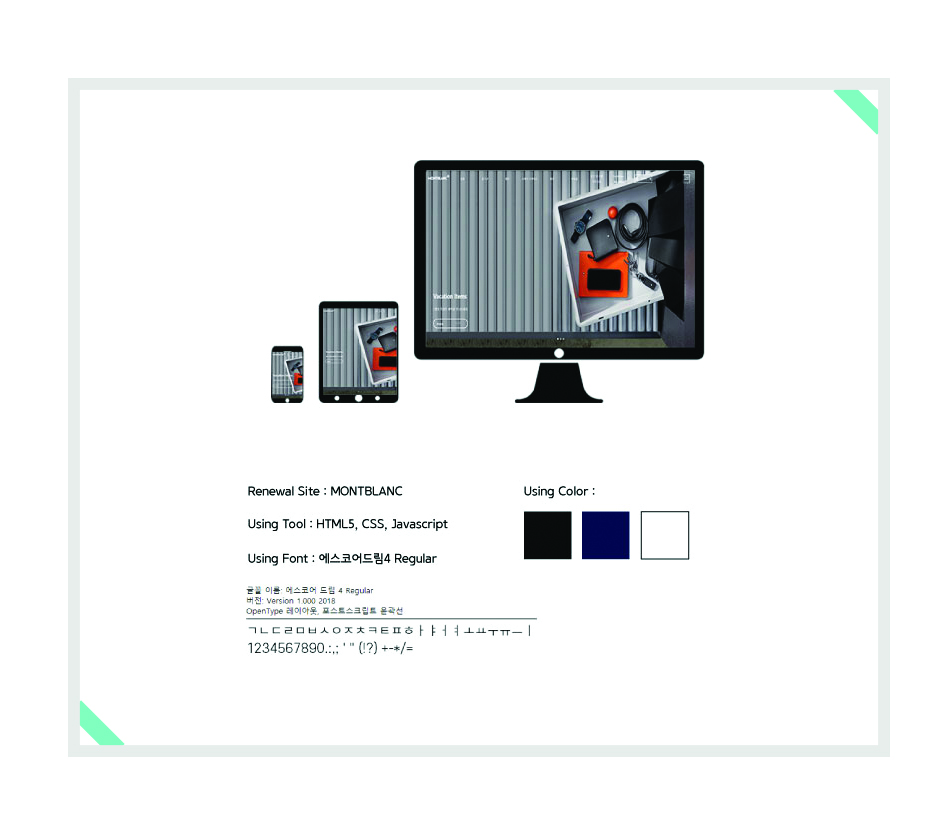 MONTBLANC
Vacation Items
Renewal Site : MONTBLANC
Using Color :
Using Tool : HTML5, CSS, Javascript
Using Font : 에스코어드림4 Regular
글꼴 이름: 에스코어 드림 4 Regular
버전: Version 1.000 2018
OpenType 레이아웃, 포스트스크립트 윤곽선
ㄱㄴㄷㄹㅁㅂㅅㅇㅈㅊㅋㅌㅍㅎㅏㅑㅓㅕㅗㅛㅜㅠㅡㅣ
1234567890.:,; ' " (!?) +-*/=